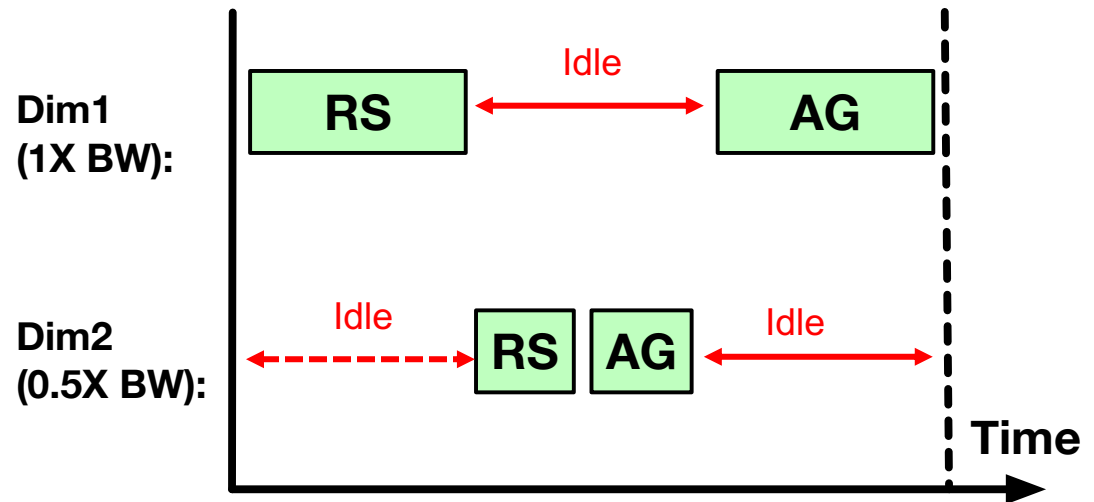 Dim1
(1X BW):
RS
Idle
AG
Dim2
(0.5X BW):
Idle
RS
AG
Idle
Time